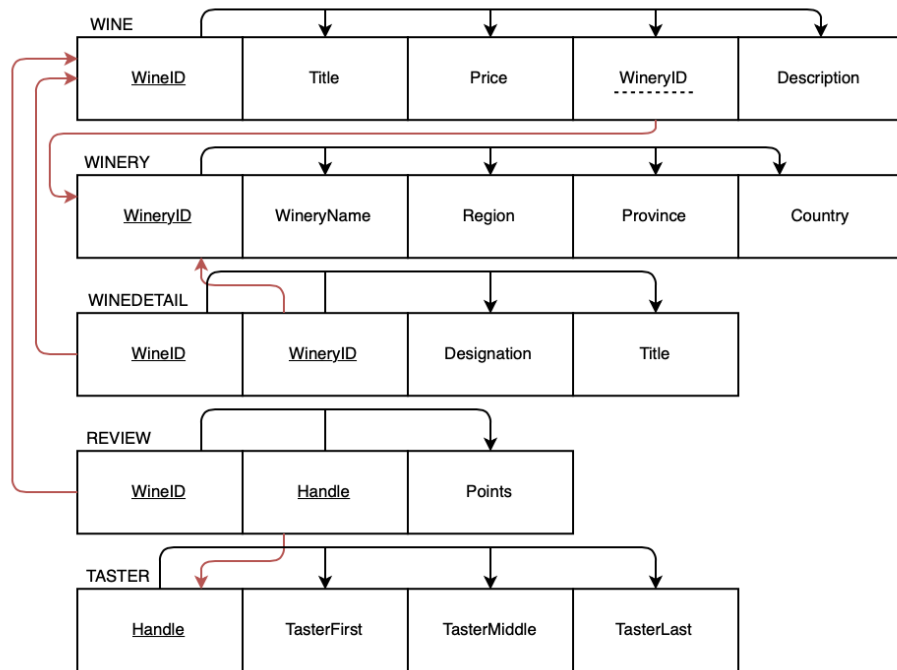 WINE
WineID Title Price WineryID Description
WINERY
WineryID WineryName Region Province Country
WINEDETAIL
WineID WineryID Designation Title
REVIEW
WineID Handle Points
TASTER
Handle TasterFirst TasterMiddle TasterLast